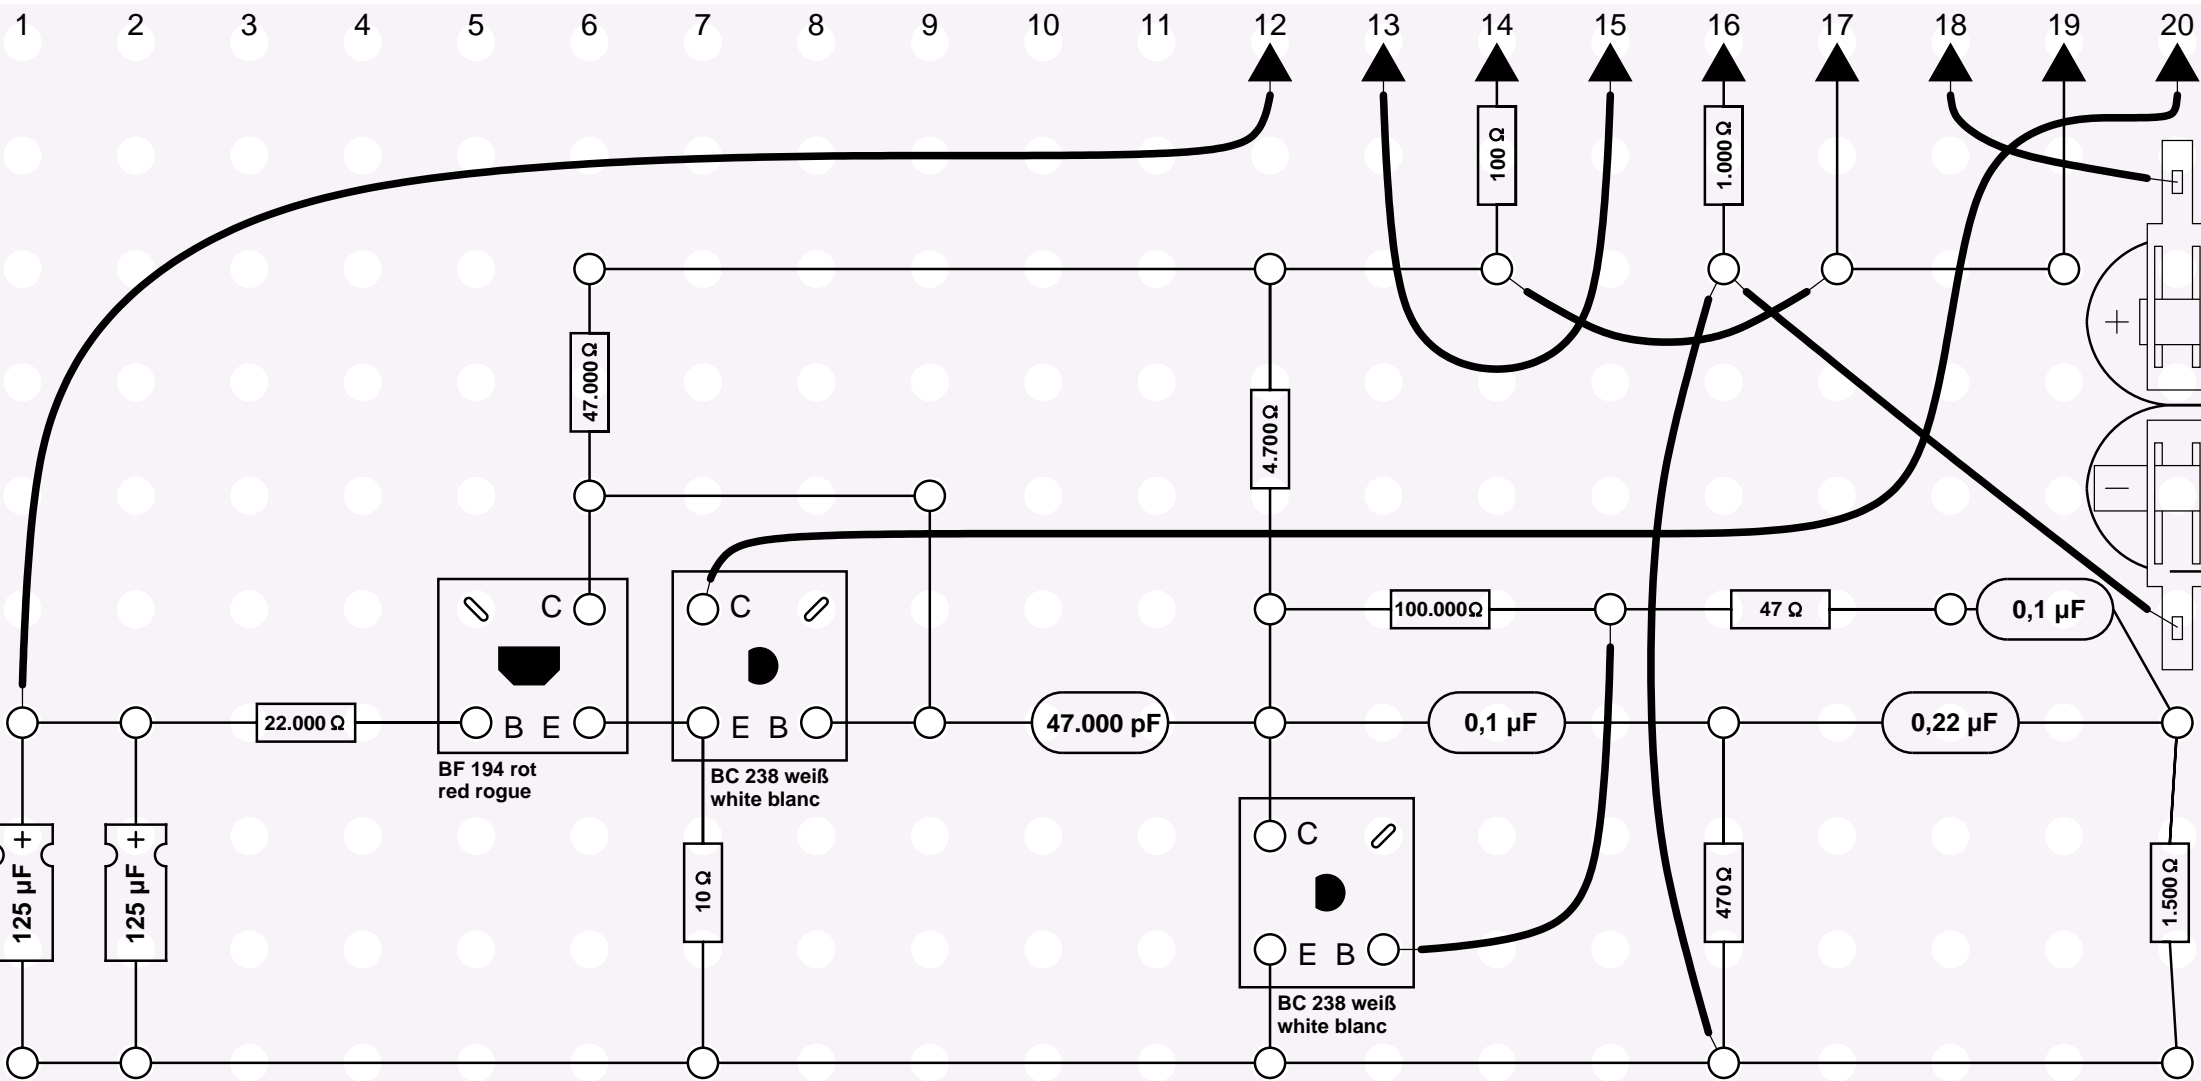 1 2 3 4 5 6 7 8 9 10 11 12 13 14 15 16 17 18 19 20
100 Ω
1.000 Ω
47.000 Ω
4.700 Ω
+
−
C
C
100.000Ω
47 Ω
0,1 µF
22.000 Ω
B E
E B
47.000 pF
0,1 µF
0,22 µF
BF 194 rot
red rogue
BC 238 weiß
white blanc
+
125 µF
+
125 µF
10 Ω
C
E B
470 Ω
1.500 Ω
BC 238 weiß
white blanc